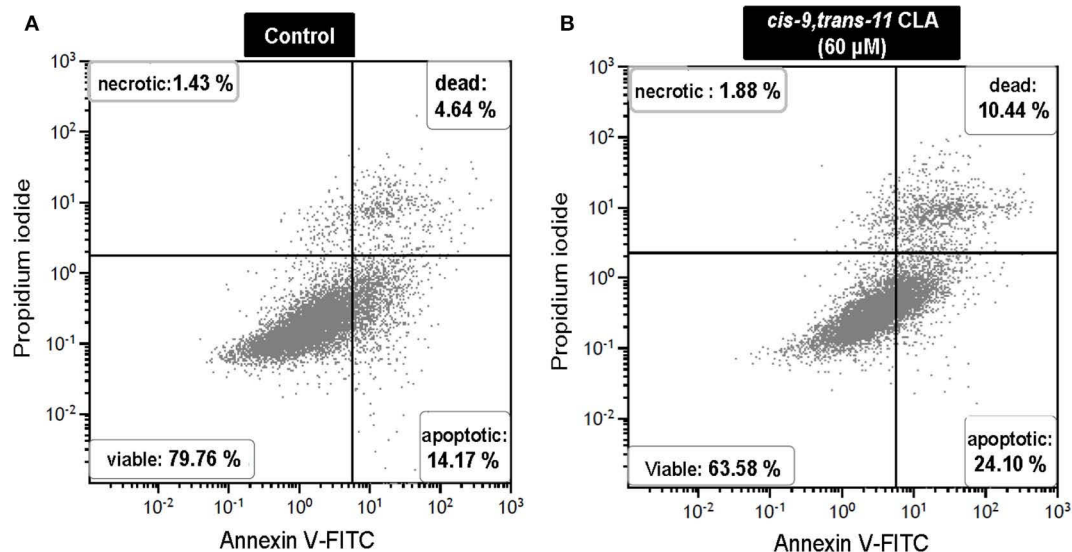 A
Control
10³
necrotic:1.43 %
dead:
4.64 %
10²
10¹
10⁰
10⁻¹
10⁻²
Propidium iodide
viable: 79.76 %
apoptotic:
14.17 %
10⁻²
10⁻¹
10⁰
10¹
10²
10³
Annexin V-FITC
B
cis-9,trans-11 CLA
(60 µM)
10³
necrotic : 1.88 %
dead:
10.44 %
10²
10¹
10⁰
10⁻¹
10⁻²
Propidium iodide
Viable: 63.58 %
apoptotic:
24.10 %
10⁻²
10⁻¹
10⁰
10¹
10²
10³
Annexin V-FITC